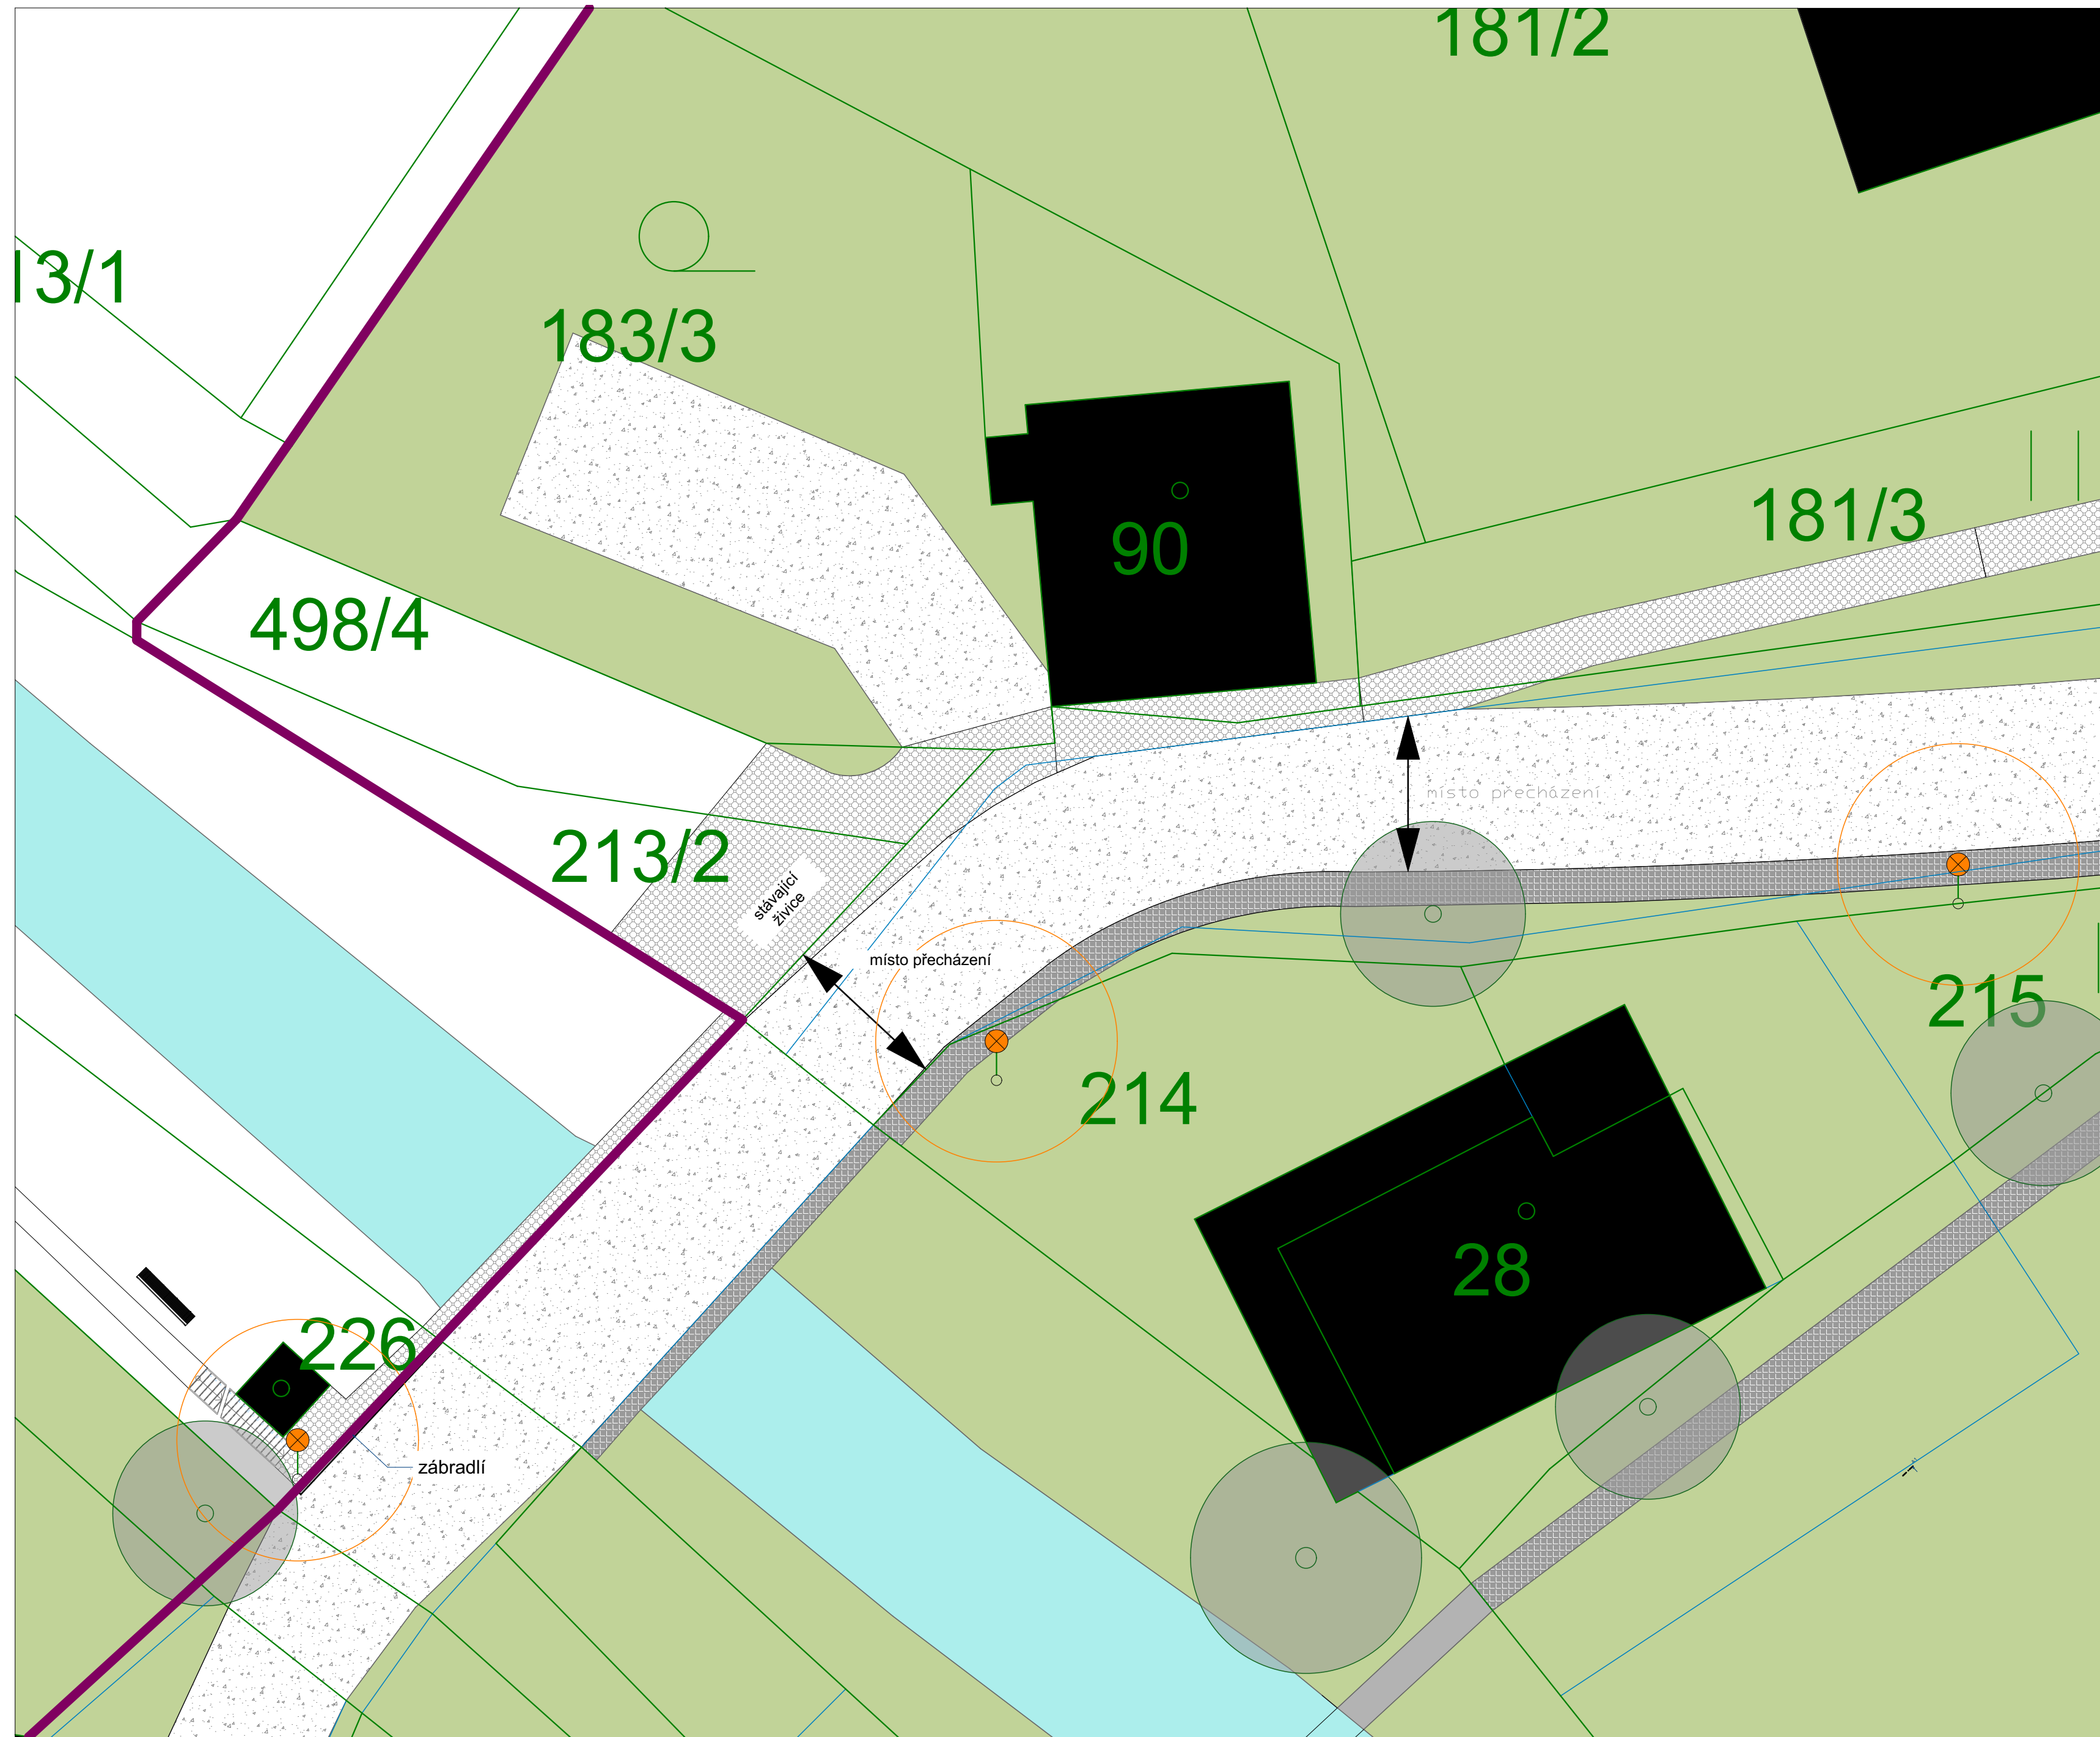 181/2
13/1
183/3
181/3
90
498/4
místo přecházení
213/2
stávající
živice
místo přecházení
215
214
28
226
zábradlí